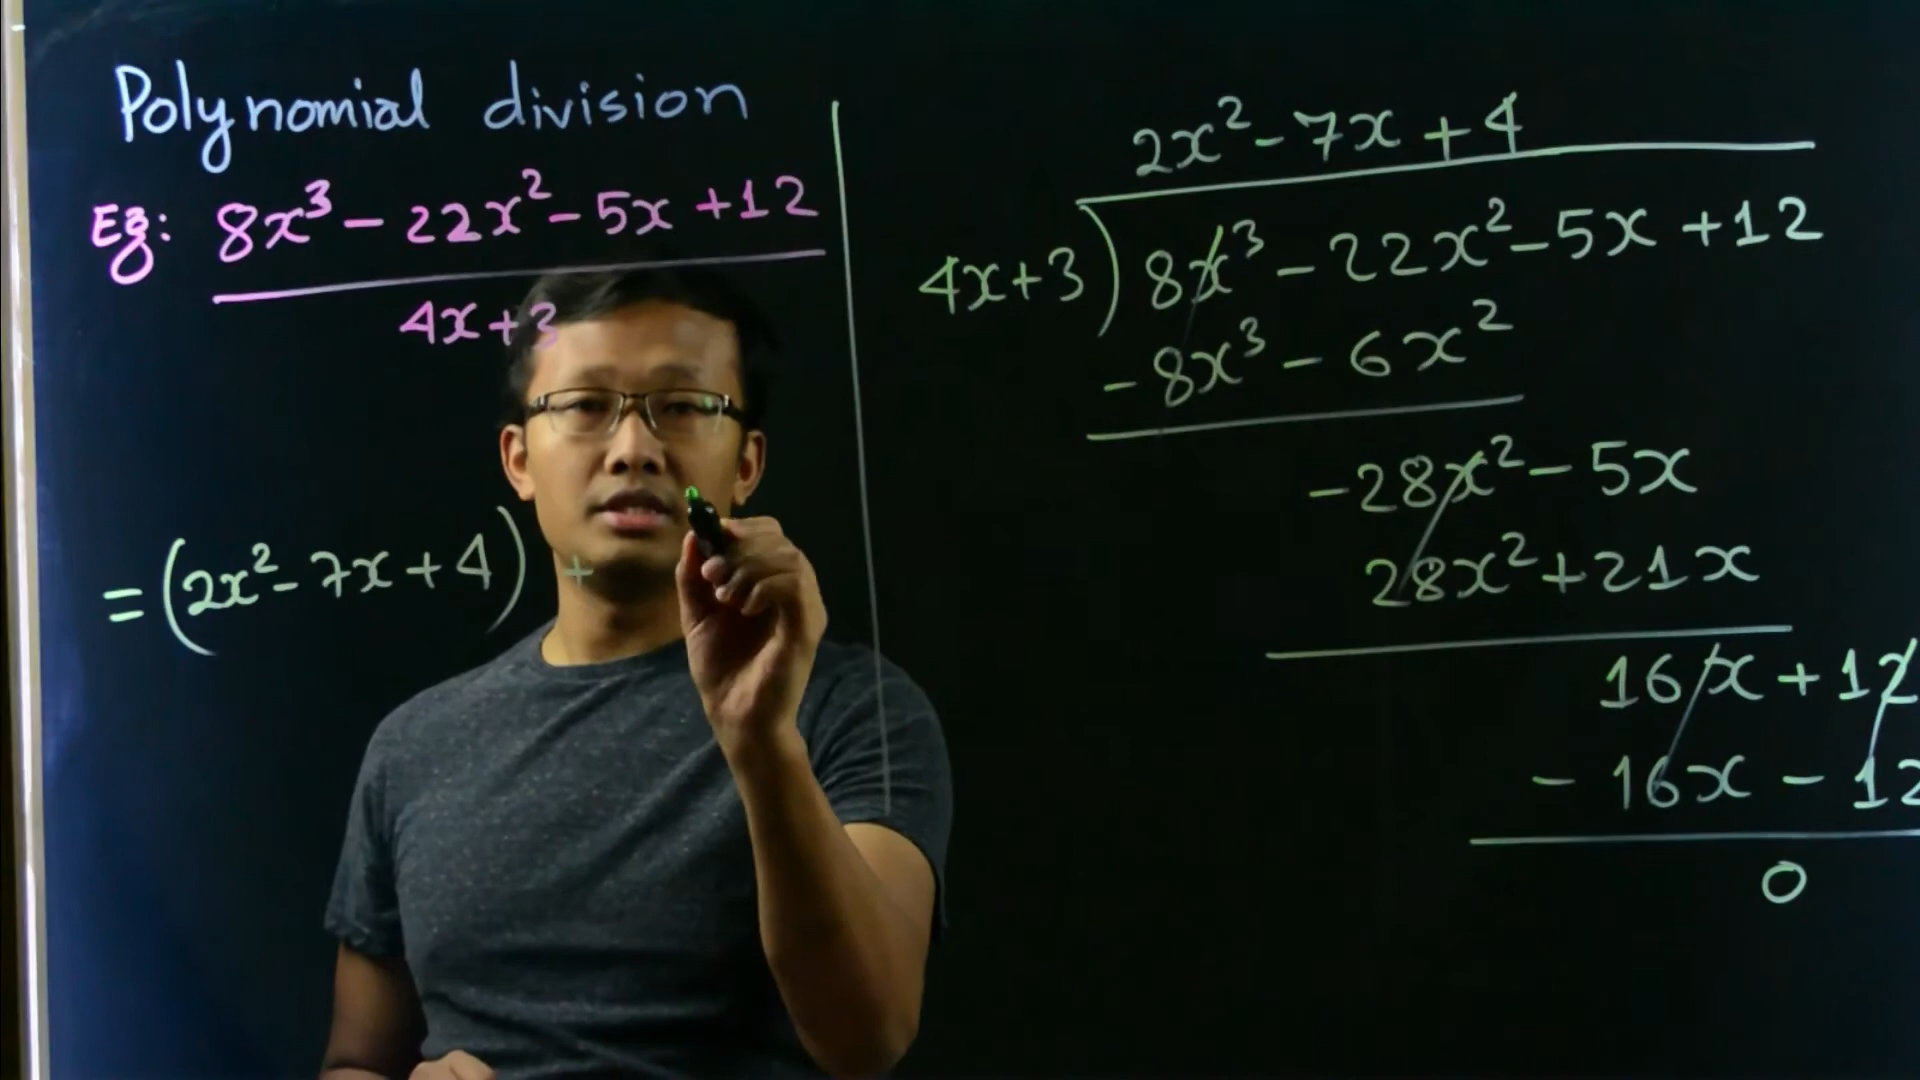 Polynomial division
Eg: 8x³ - 22x² - 5x + 12
4x + 3
= (2x² - 7x + 4) +
2x² - 7x + 4
4x + 3 ) 8x³ - 22x² - 5x + 12
- 8x³ - 6x²
- 28x² - 5x
28x² + 21x
16x + 12
- 16x - 12
0